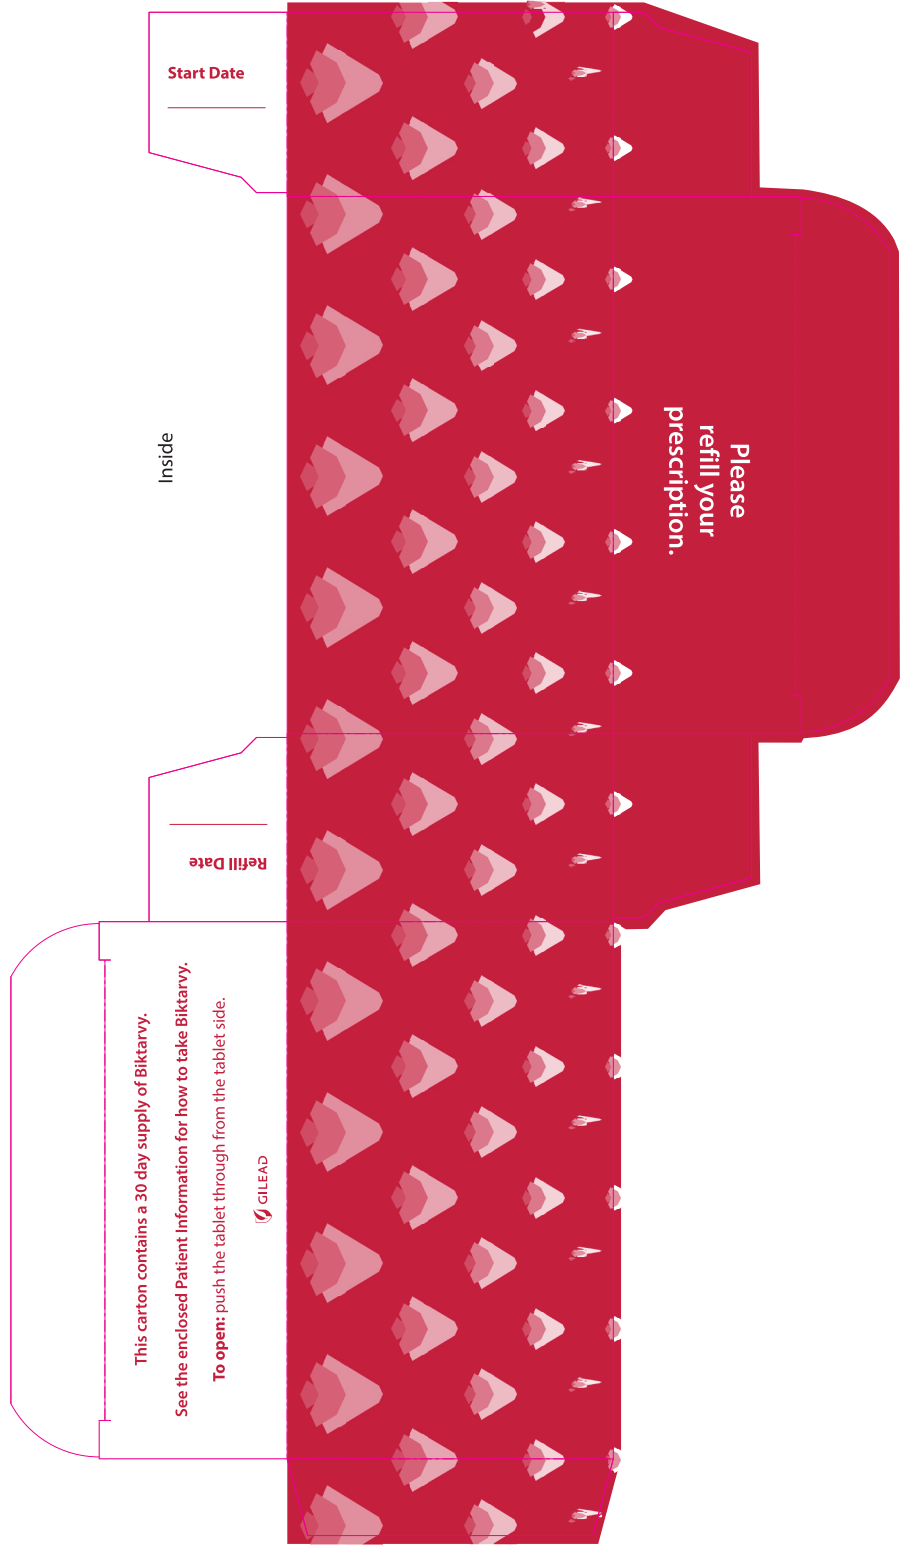 Start Date
Inside
Please
refill your
prescription.
Refill Date
This carton contains a 30 day supply of Biktarvy.
See the enclosed Patient Information for how to take Biktarvy.
To open: push the tablet through from the tablet side.
GILEAD